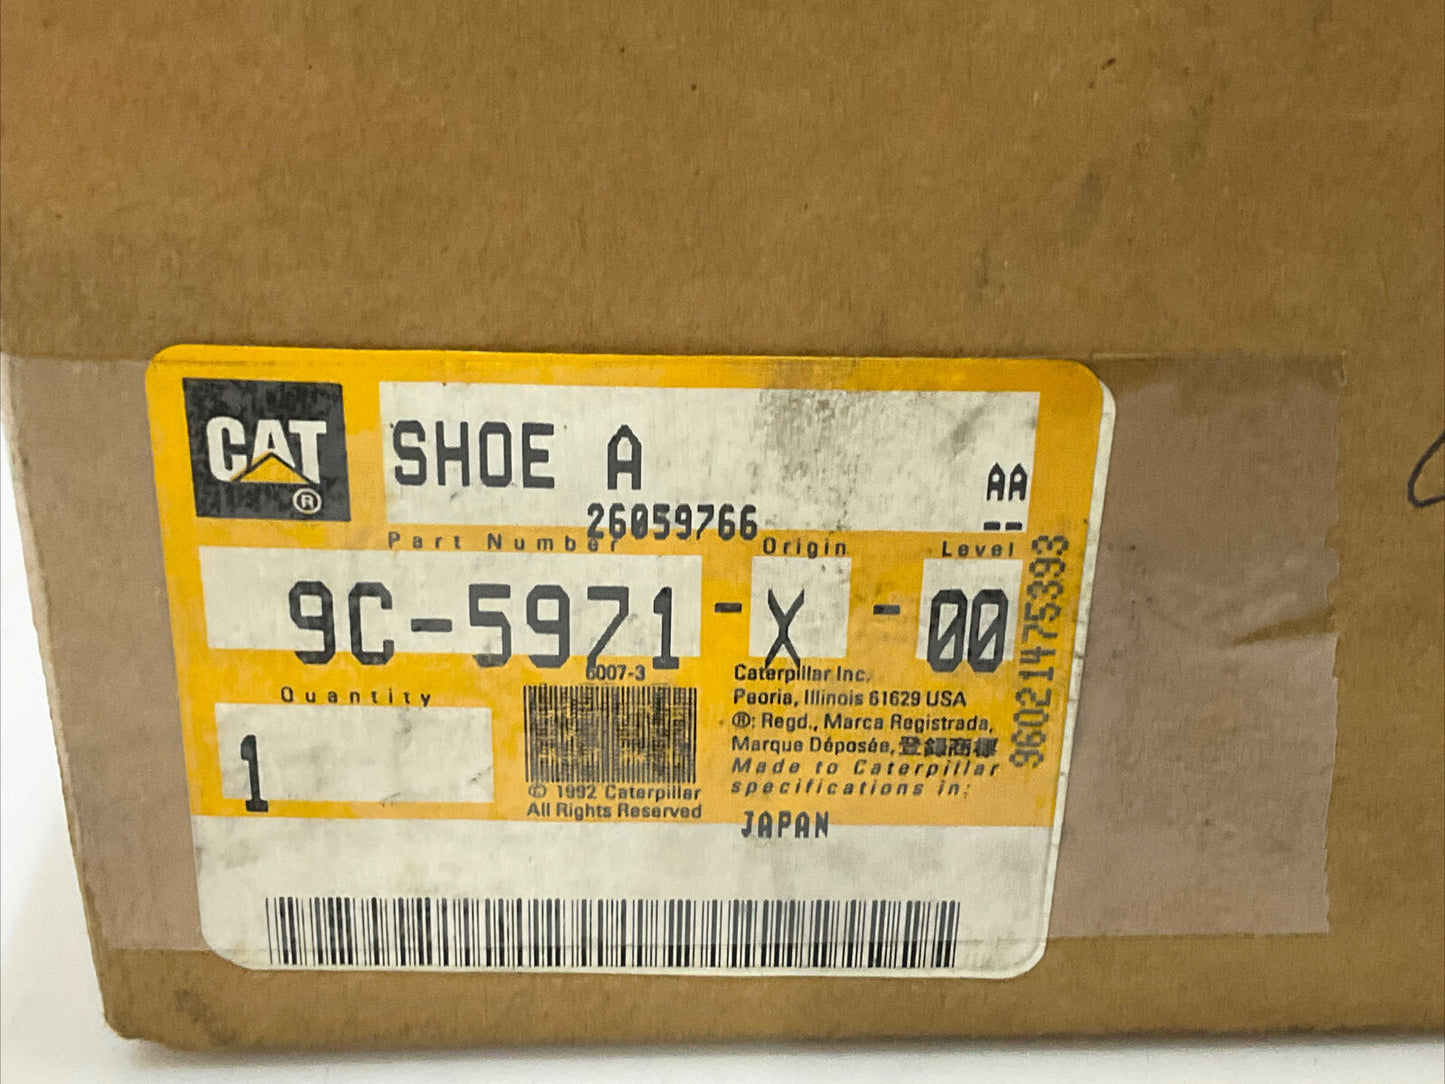 CAT
®
SHOE A
AA
26059766
--
Part Number
Origin
Level
9C-5971 - X - 00
96021475393
Quantity
1
6007-3
© 1992 Caterpillar
All Rights Reserved
Caterpillar Inc.
Peoria, Illinois 61629 USA
®: Regd., Marca Registrada,
Marque Déposée, 登録商標
Made to Caterpillar
specifications in:
JAPAN